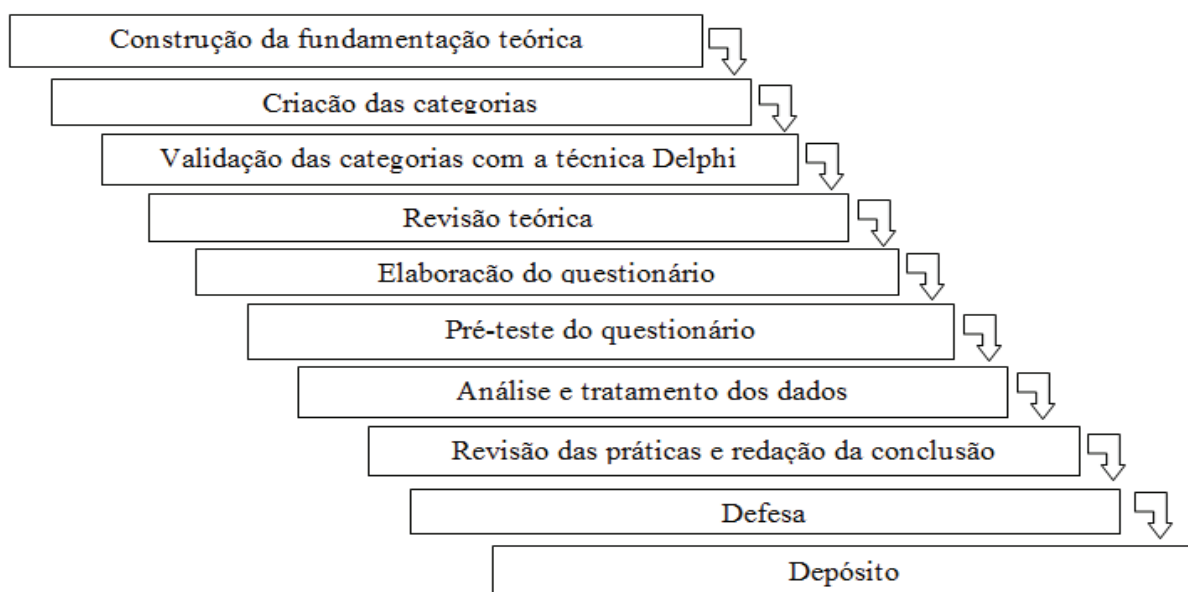 Construção da fundamentação teórica
Criação das categorias
Validação das categorias com a técnica Delphi
Revisão teórica
Elaboração do questionário
Pré-teste do questionário
Análise e tratamento dos dados
Revisão das práticas e redação da conclusão
Defesa
Depósito